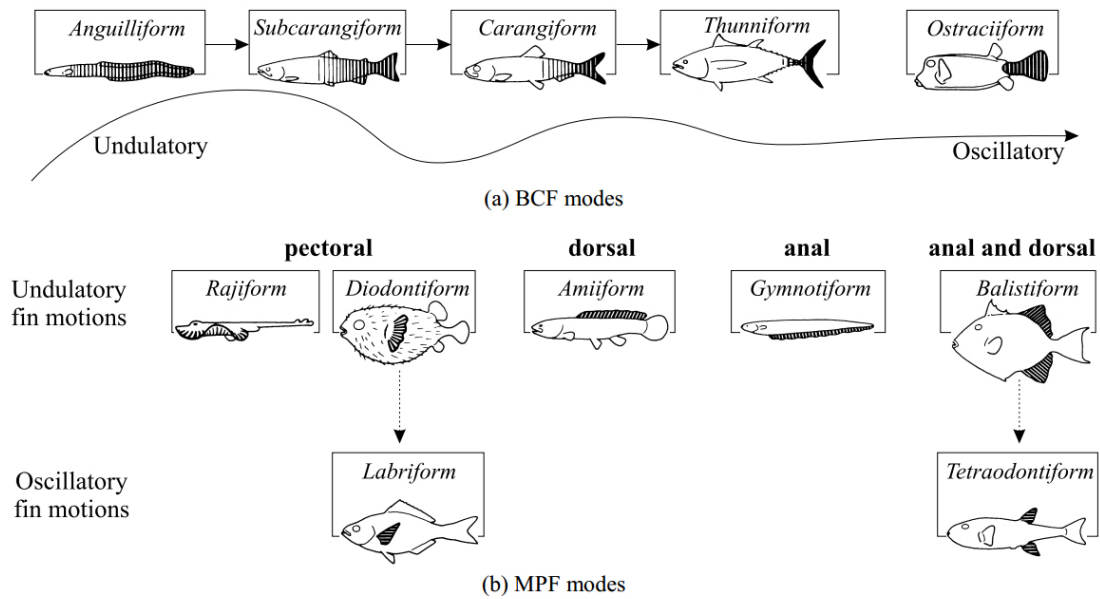 Anguilliform
Subcarangiform
Carangiform
Thunniform
Ostraciiform
Undulatory
Oscillatory
(a) BCF modes
pectoral
dorsal
anal
anal and dorsal
Undulatory
fin motions
Rajiform
Diodontiform
Amiiform
Gymnotiform
Balistiform
Oscillatory
fin motions
Labriform
Tetraodontiform
(b) MPF modes